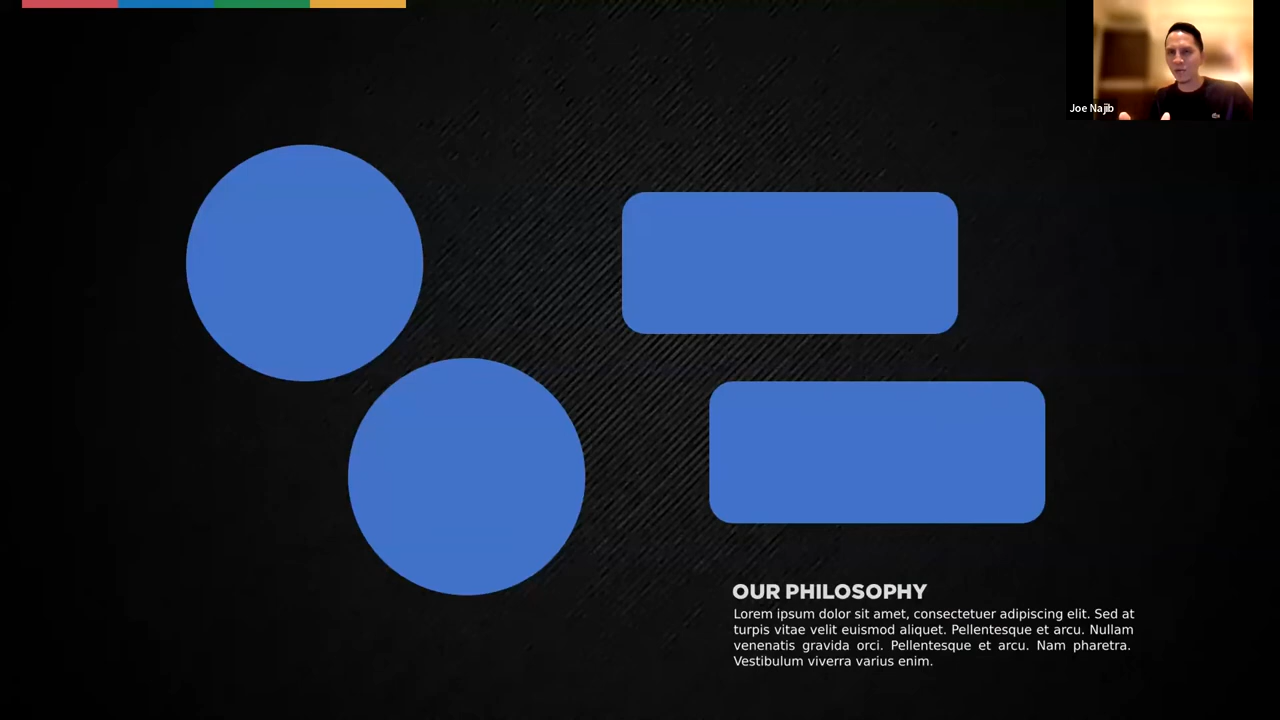 Joe Najib
OUR PHILOSOPHY
Lorem ipsum dolor sit amet, consectetuer adipiscing elit. Sed at
turpis vitae velit euismod aliquet. Pellentesque et arcu. Nullam
venenatis gravida orci. Pellentesque et arcu. Nam pharetra.
Vestibulum viverra varius enim.